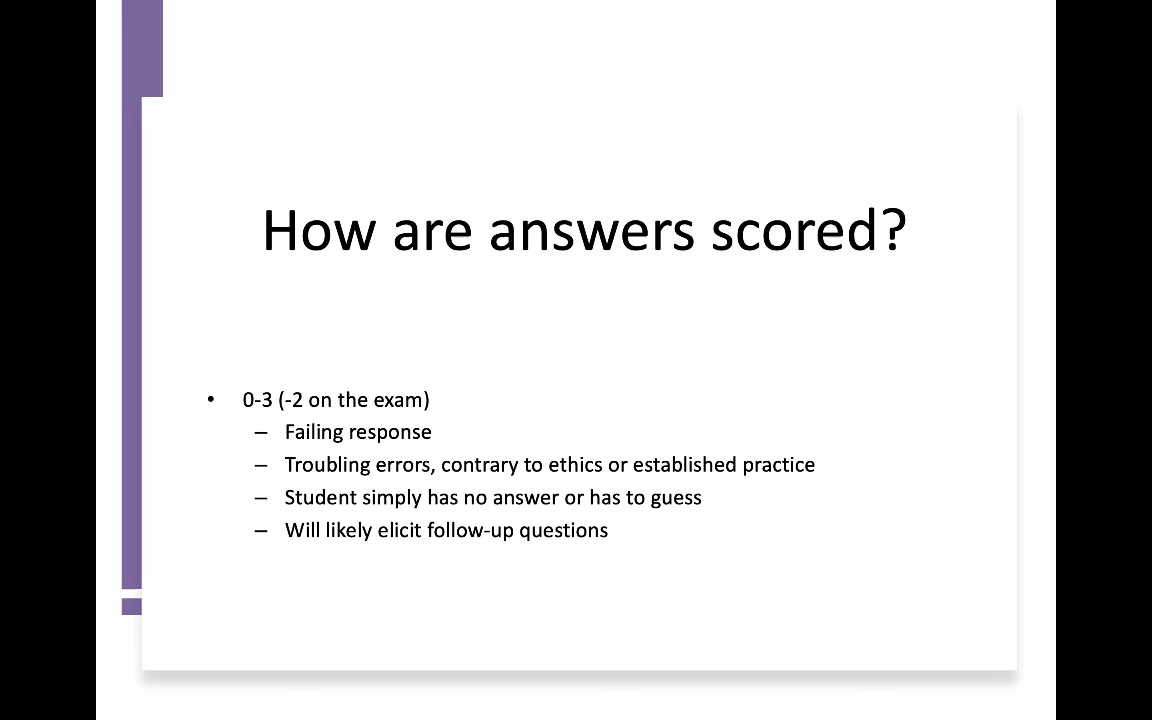 How are answers scored?
• 0-3 (-2 on the exam)
– Failing response
– Troubling errors, contrary to ethics or established practice
– Student simply has no answer or has to guess
– Will likely elicit follow-up questions